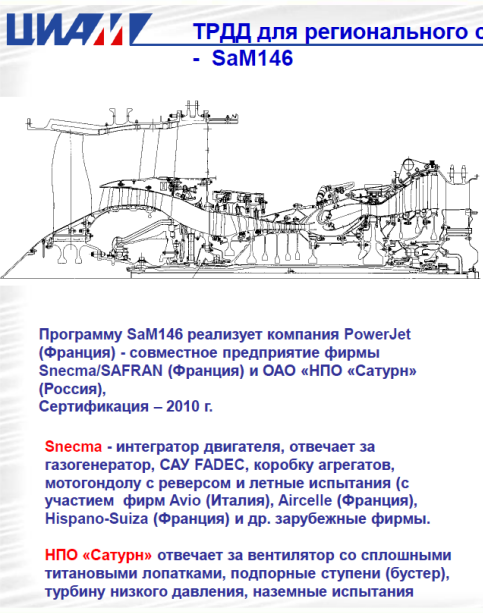 ЦИАМ
ТРДД для регионального с
- SaM146
Программу SaM146 реализует компания PowerJet
(Франция) - совместное предприятие фирмы
Snecma/SAFRAN (Франция) и ОАО «НПО «Сатурн»
(Россия),
Сертификация – 2010 г.
Snecma - интегратор двигателя, отвечает за
газогенератор, САУ FADEC, коробку агрегатов,
мотогондолу с реверсом и летные испытания (с
участием фирм Avio (Италия), Aircelle (Франция),
Hispano-Suiza (Франция) и др. зарубежные фирмы.
НПО «Сатурн» отвечает за вентилятор со сплошными
титановыми лопатками, подпорные ступени (бустер),
турбину низкого давления, наземные испытания